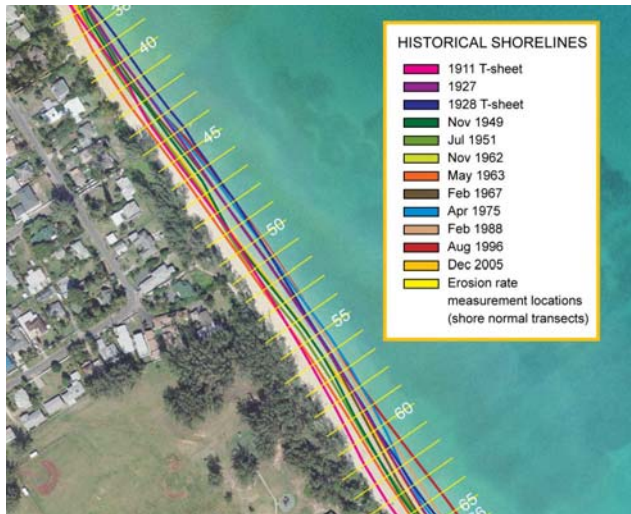 HISTORICAL SHORELINES
1911 T-sheet
1927
1928 T-sheet
Nov 1949
Jul 1951
Nov 1962
May 1963
Feb 1967
Apr 1975
Feb 1988
Aug 1996
Dec 2005
Erosion rate
measurement locations
(shore normal transects)
40
45
50
55
60
65